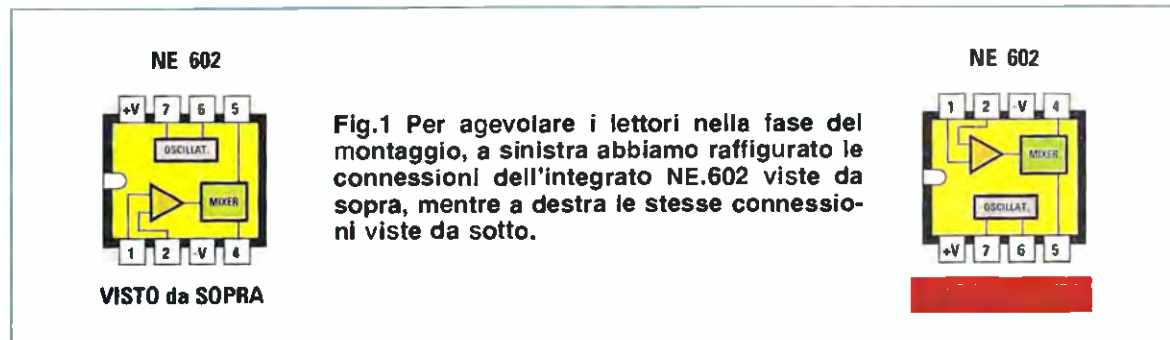 NE 602
+V 7 6 5
OSCILLAT.
MIXER
1 2 -V 4
VISTO da SOPRA
Fig.1 Per agevolare i lettori nella fase del
montaggio, a sinistra abbiamo raffigurato le
connessioni dell'integrato NE.602 viste da
sopra, mentre a destra le stesse connessio-
ni viste da sotto.
NE 602
1 2 -V 4
MIXER
OSCILLAT.
+V 7 6 5